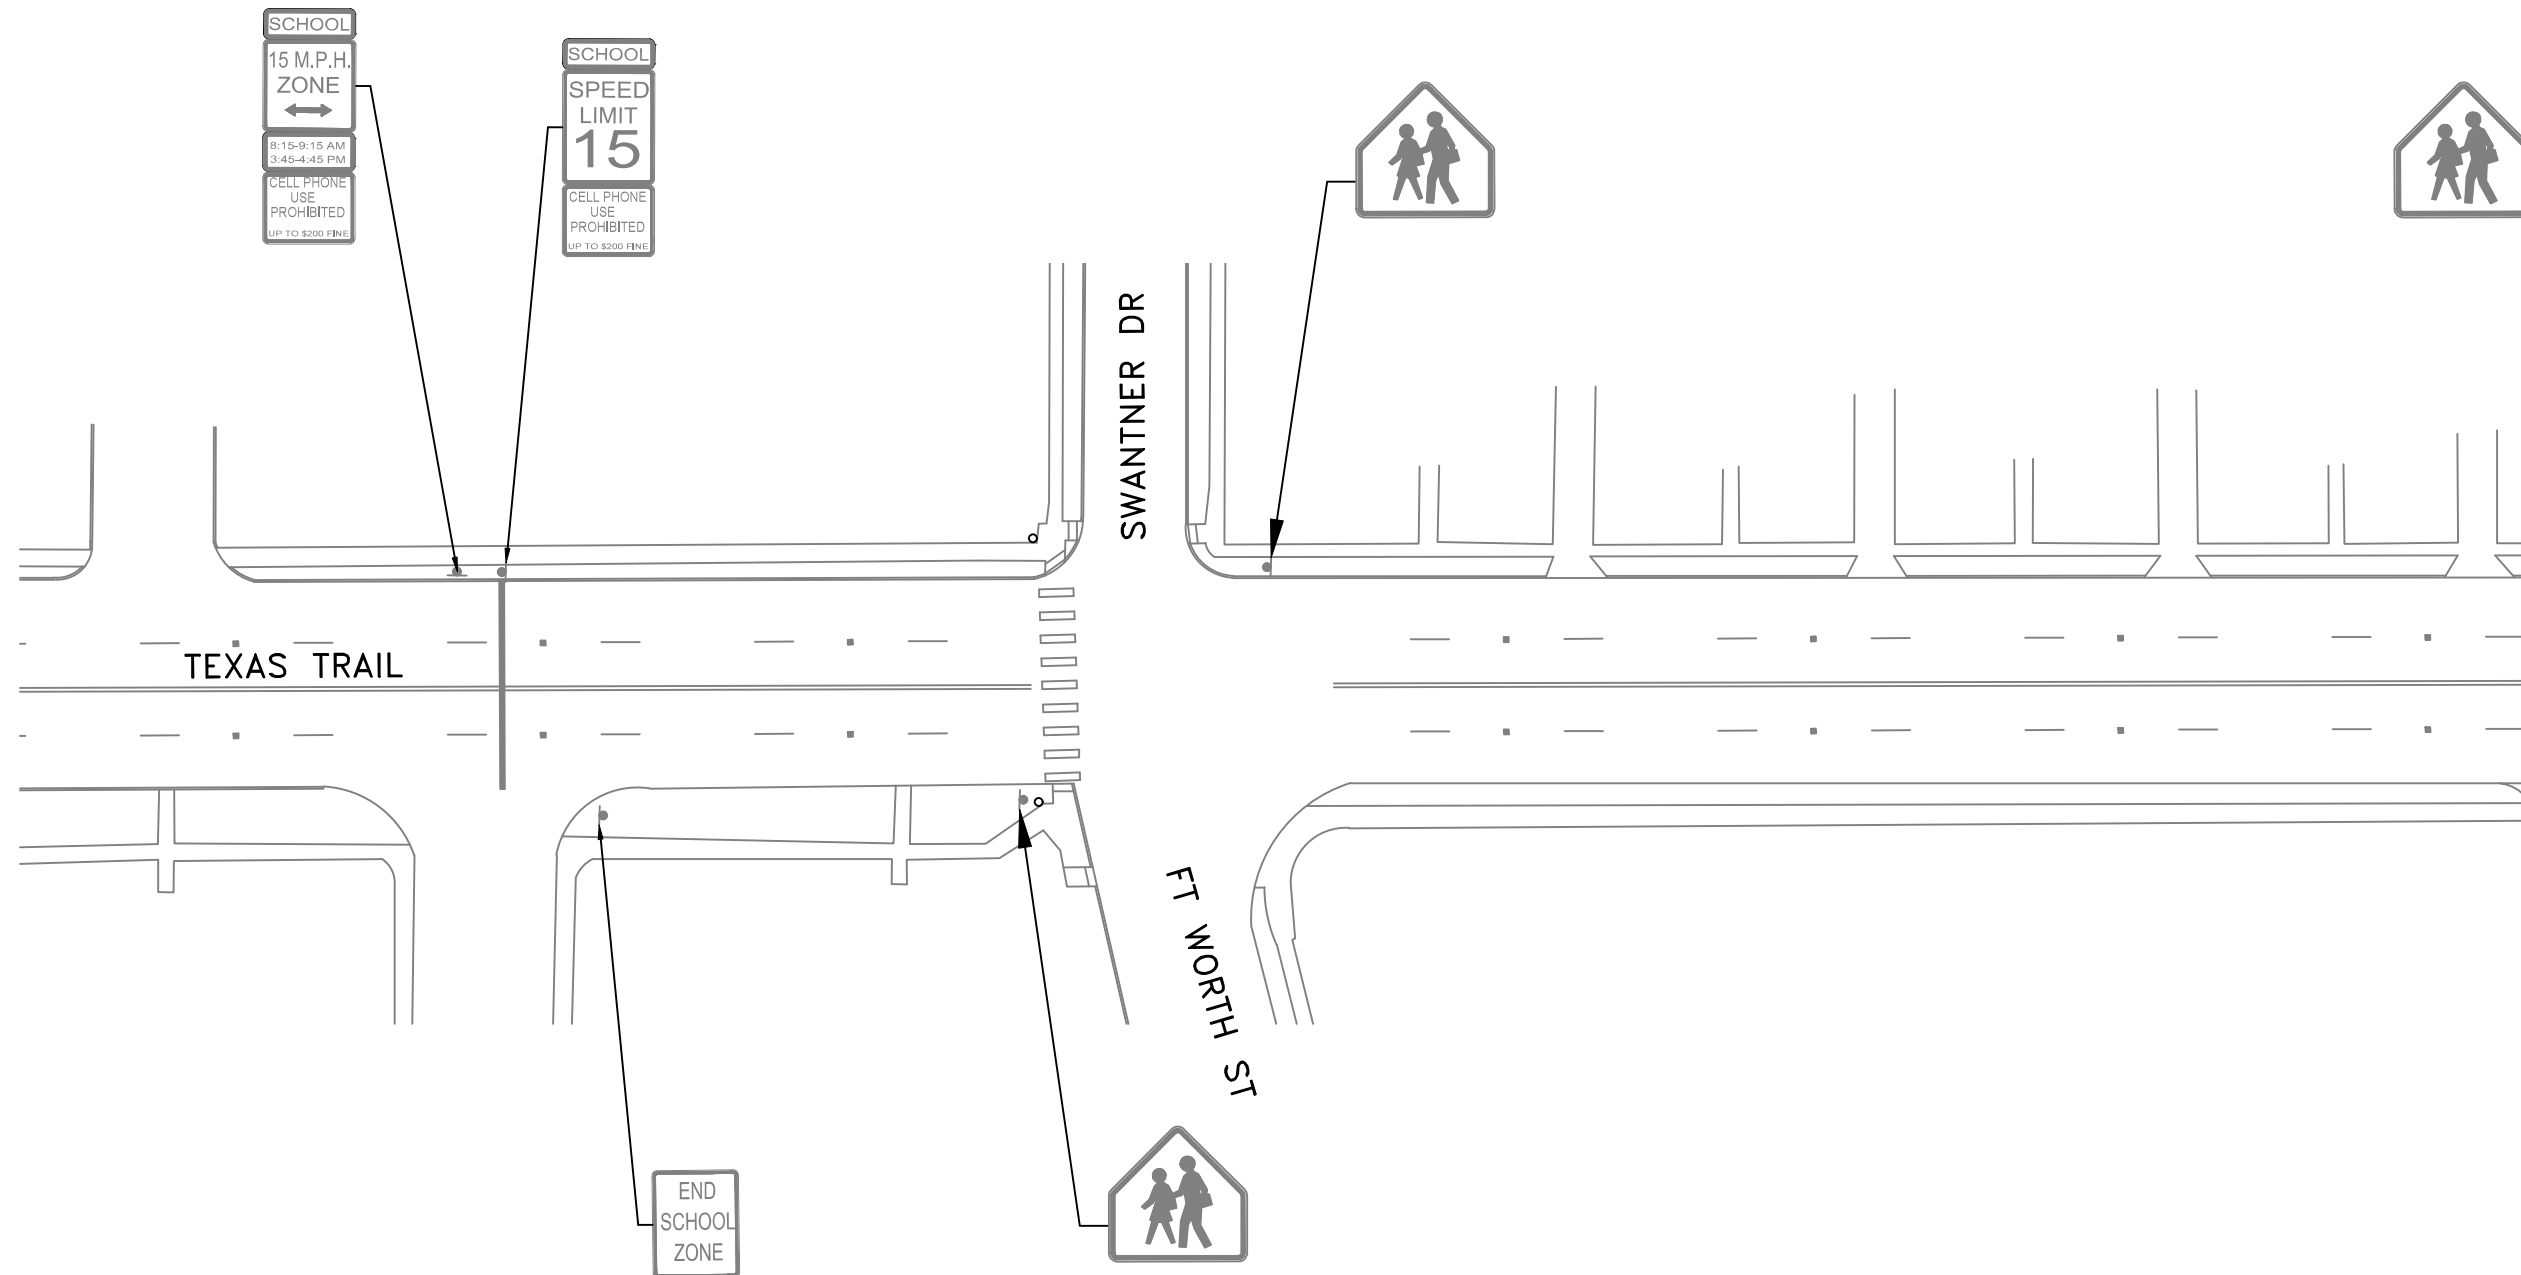 SCHOOL
15 M.P.H.
ZONE
8:15-9:15 AM
3:45-4:45 PM
CELL PHONE
USE
PROHIBITED
UP TO $200 FINE
SCHOOL
SPEED
LIMIT
15
CELL PHONE
USE
PROHIBITED
UP TO $200 FINE
SWANTNER DR
TEXAS TRAIL
FT WORTH ST
END
SCHOOL
ZONE